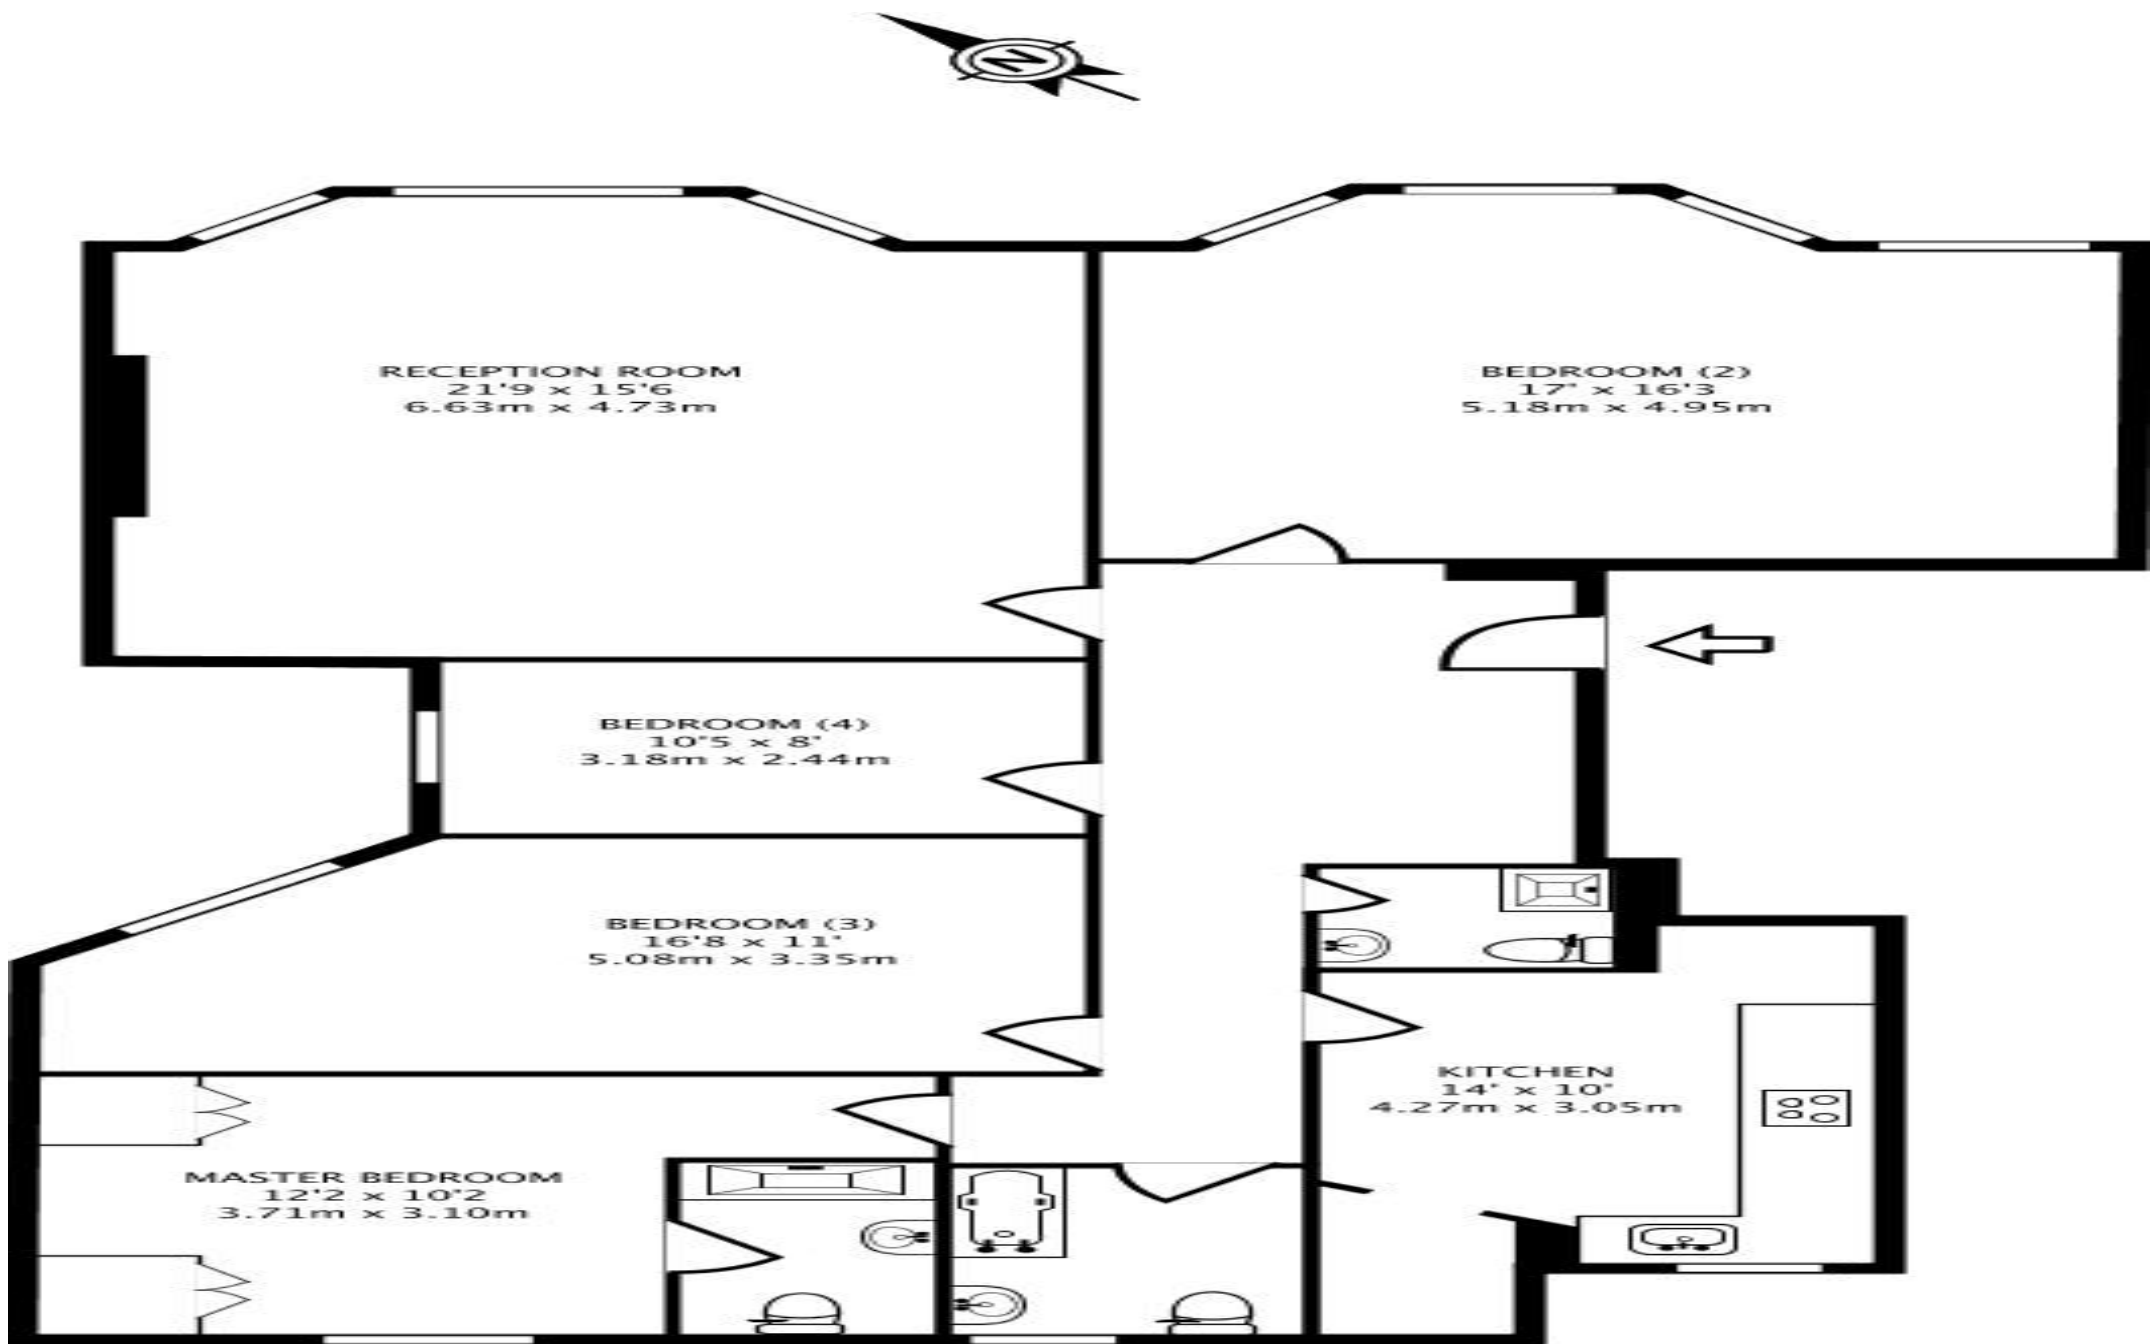 N
RECEPTION ROOM
21'9 x 15'6
6.63m x 4.73m
BEDROOM (2)
17' x 16'3
5.18m x 4.95m
BEDROOM (4)
10'5 x 8'
3.18m x 2.44m
BEDROOM (3)
16'8 x 11'
5.08m x 3.35m
KITCHEN
14' x 10'
4.27m x 3.05m
MASTER BEDROOM
12'2 x 10'2
3.71m x 3.10m